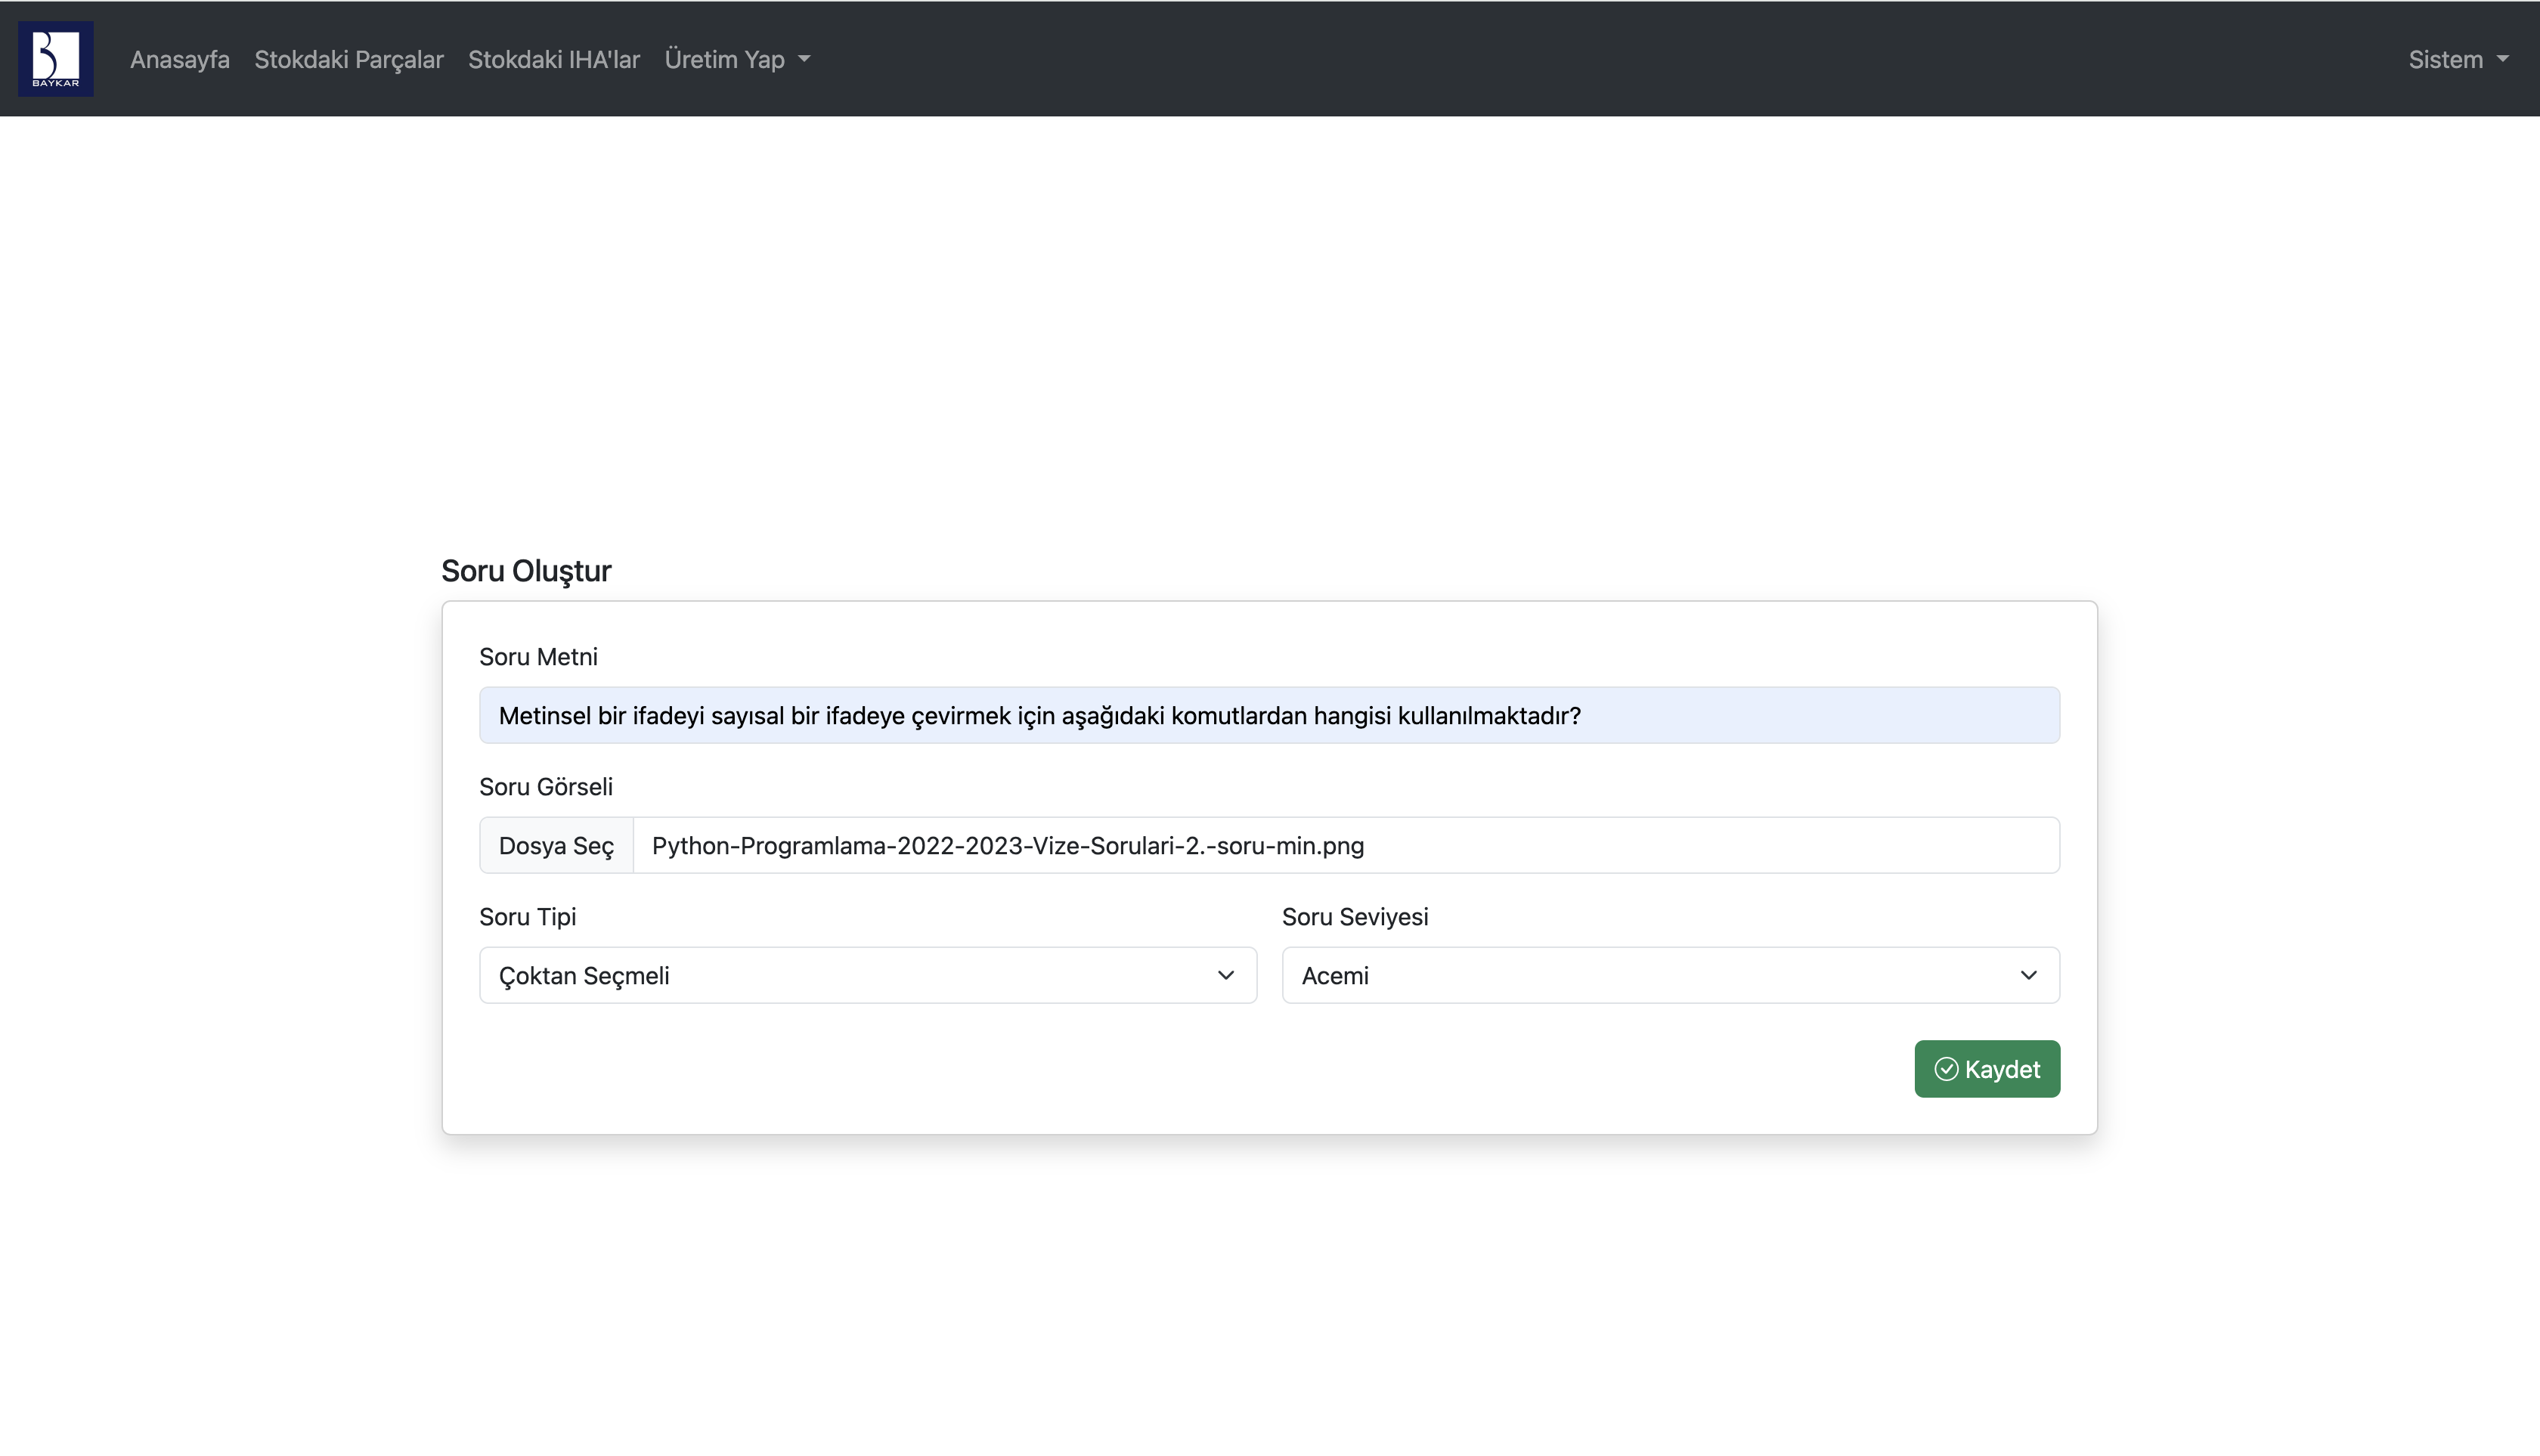 BAYKAR
Anasayfa Stokdaki Parçalar Stokdaki IHA'lar Üretim Yap Sistem
Soru Oluştur
Soru Metni
Metinsel bir ifadeyi sayısal bir ifadeye çevirmek için aşağıdaki komutlardan hangisi kullanılmaktadır?
Soru Görseli
Dosya Seç Python-Programlama-2022-2023-Vize-Sorulari-2.-soru-min.png
Soru Tipi Soru Seviyesi
Çoktan Seçmeli Acemi
Kaydet